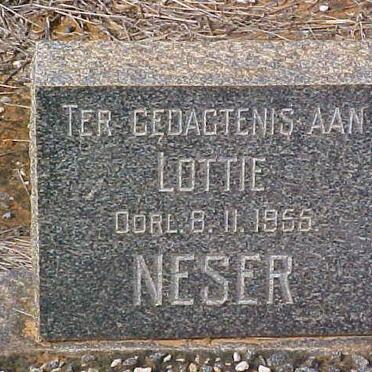 TER GEDAGTENIS AAN
LOTTIE
OORL. 8. 11. 1955.
NESER